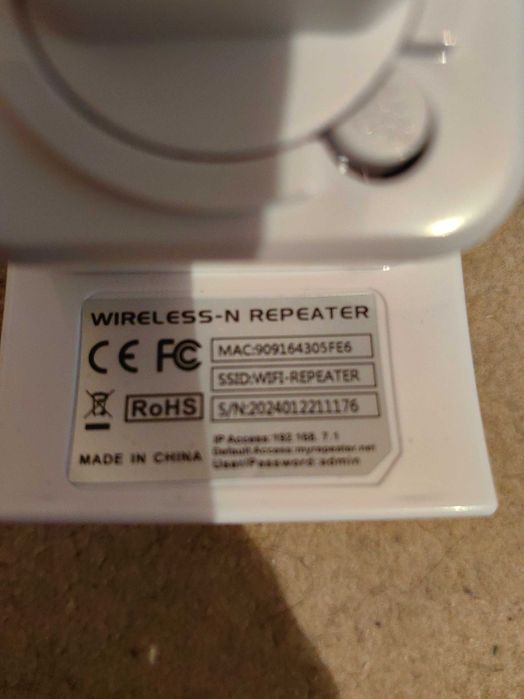 WIRELESS-N REPEATER
CE FC
MAC:909164305FE6
SSID:WIFI-REPEATER
RoHS
S/N:2024012211176
IP Access:192.168.7.1
Default Access:myrepeater.net
User/Password:admin
MADE IN CHINA